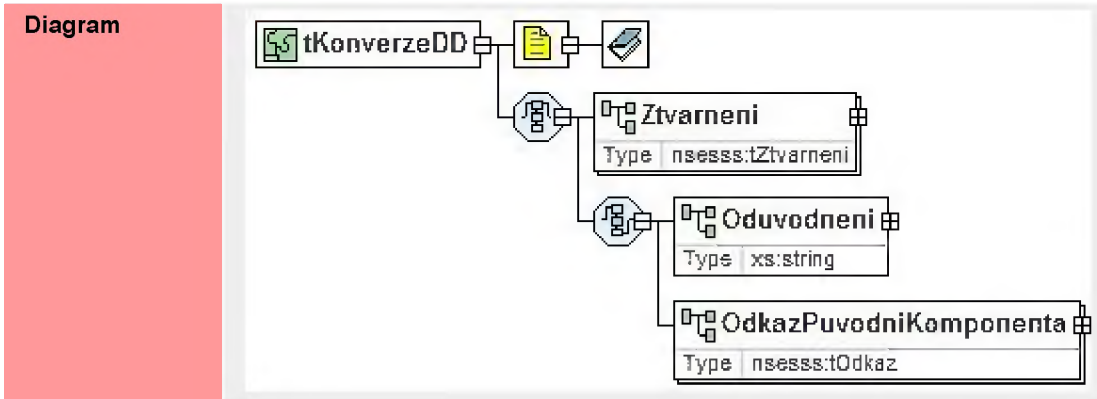 Diagram
tKonverzeDD
Ztvarneni
Type nsesss:tZtvarneni
Oduvodneni
Type xs:string
OdkazPuvodniKomponenta
Type nsesss:tOdkaz